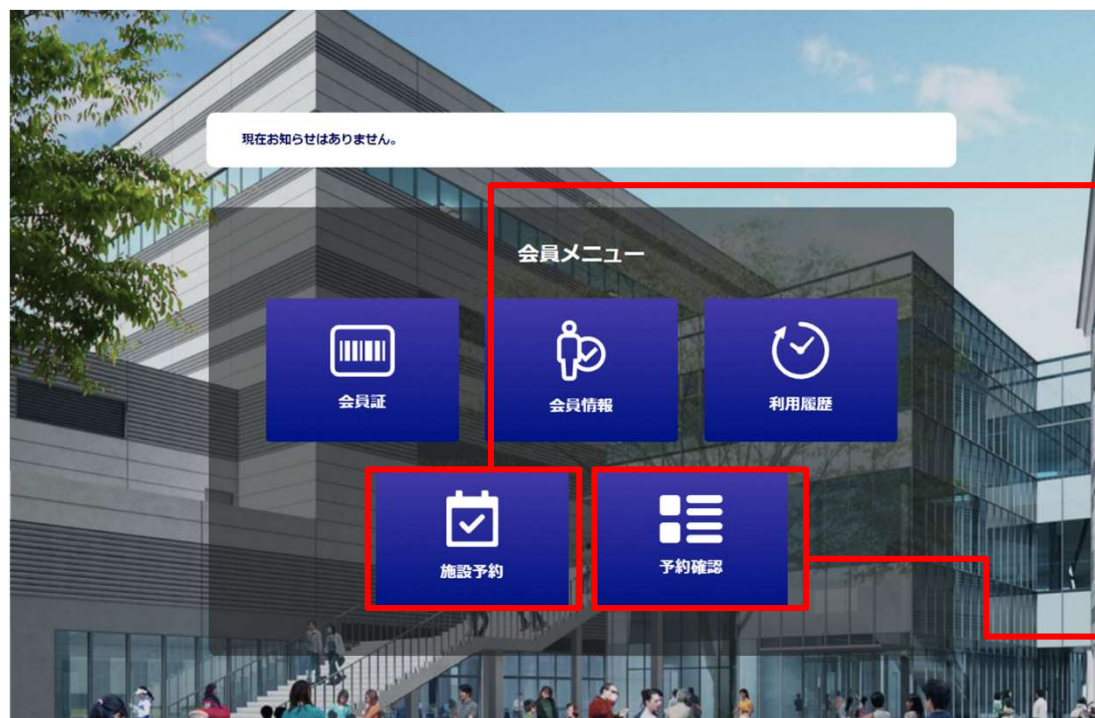 現在お知らせはありません。
会員メニュー
会員証
会員情報
利用履歴
施設予約
予約確認